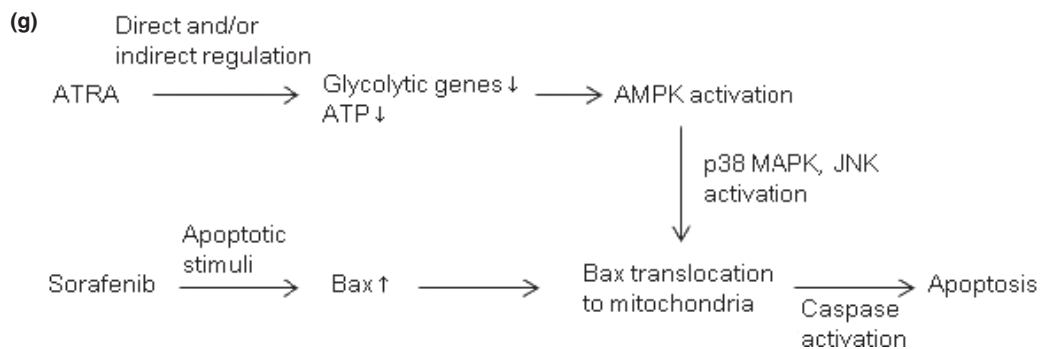 (g)
Direct and/or
indirect regulation
ATRA
Glycolytic genes↓
ATP↓
AMPK activation
p38 MAPK, JNK
activation
Apoptotic
stimuli
Sorafenib
Bax↑
Bax translocation
to mitochondria
Caspase
activation
Apoptosis